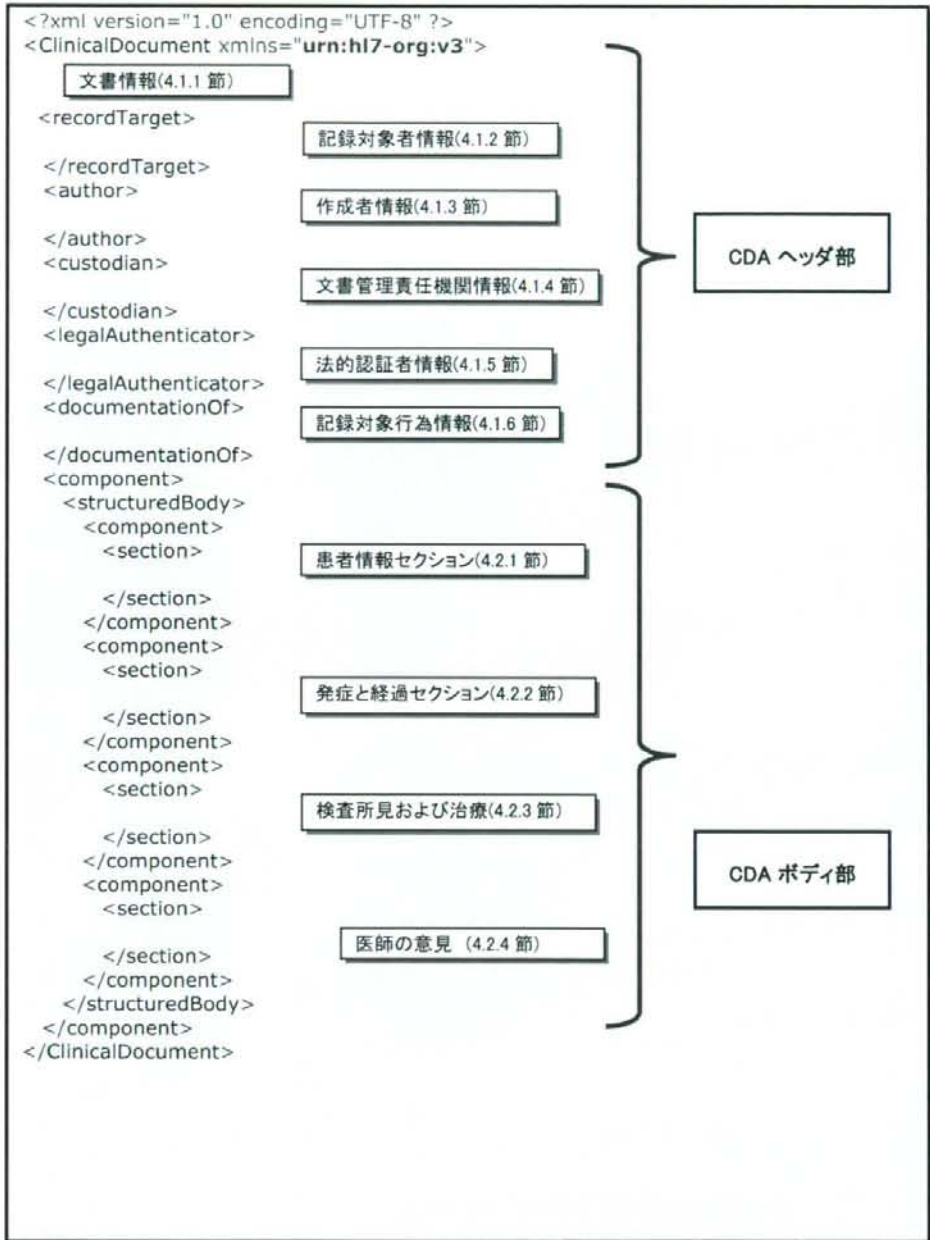 <?xml version="1.0" encoding="UTF-8" ?>
<ClinicalDocument xmlns="urn:hl7-org:v3">
文書情報(4.1.1 節)
<recordTarget>
記録対象者情報(4.1.2 節)
</recordTarget>
<author>
作成者情報(4.1.3 節)
</author>
<custodian>
CDA ヘッダ部
文書管理責任機関情報(4.1.4 節)
</custodian>
<legalAuthenticator>
法的認証者情報(4.1.5 節)
</legalAuthenticator>
<documentationOf>
記録対象行為情報(4.1.6 節)
</documentationOf>
<component>
<structuredBody>
<component>
<section>
患者情報セクション(4.2.1 節)
</section>
</component>
<component>
<section>
発症と経過セクション(4.2.2 節)
</section>
</component>
<component>
<section>
検査所見および治療(4.2.3 節)
</section>
</component>
<component>
CDA ボディ部
<section>
医師の意見 (4.2.4 節)
</section>
</component>
</structuredBody>
</component>
</ClinicalDocument>